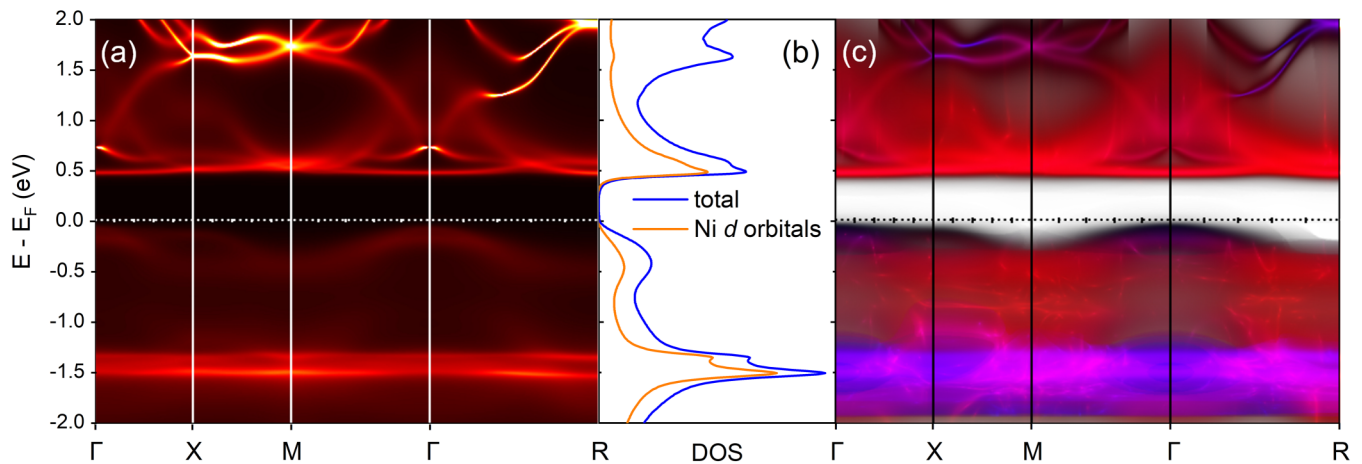 (a)
(b)
(c)
E - E_F (eV)
2.0
1.5
1.0
0.5
0.0
-0.5
-1.0
-1.5
-2.0
total
Ni d orbitals
Γ X M Γ R
DOS
Γ X M Γ R